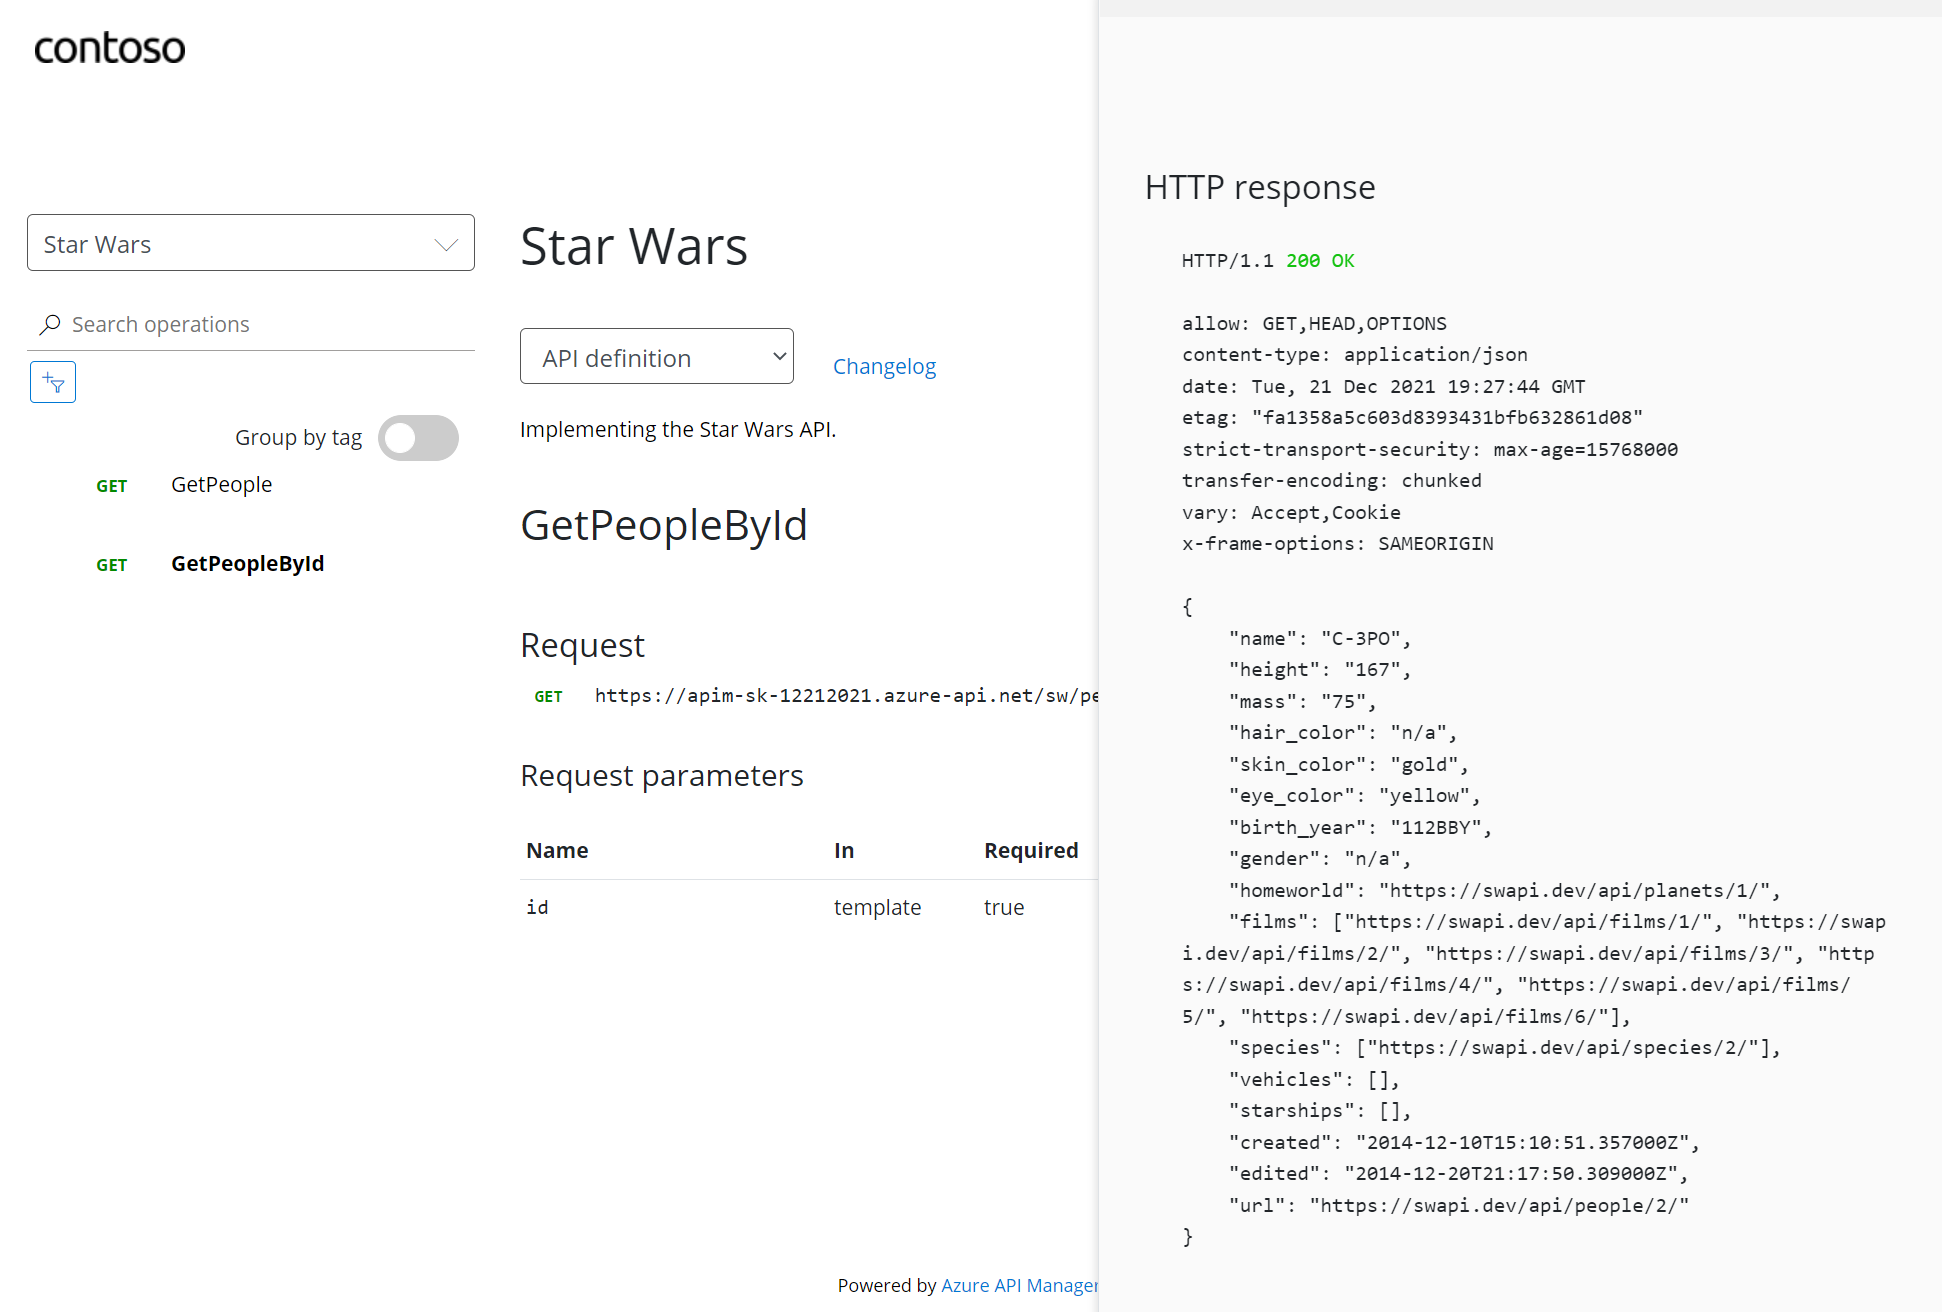 contoso
Star Wars
Search operations
Group by tag
GET GetPeople
GET GetPeopleById
Star Wars
API definition
Changelog
Implementing the Star Wars API.
GetPeopleById
Request
GET https://apim-sk-12212021.azure-api.net/sw/pe
Request parameters
Name In Required
id template true
Powered by Azure API Manager
HTTP response
HTTP/1.1 200 OK
allow: GET,HEAD,OPTIONS
content-type: application/json
date: Tue, 21 Dec 2021 19:27:44 GMT
etag: "fa1358a5c603d8393431bfb632861d08"
strict-transport-security: max-age=15768000
transfer-encoding: chunked
vary: Accept,Cookie
x-frame-options: SAMEORIGIN
{
"name": "C-3PO",
"height": "167",
"mass": "75",
"hair_color": "n/a",
"skin_color": "gold",
"eye_color": "yellow",
"birth_year": "112BBY",
"gender": "n/a",
"homeworld": "https://swapi.dev/api/planets/1/",
"films": ["https://swapi.dev/api/films/1/", "https://swap
i.dev/api/films/2/", "https://swapi.dev/api/films/3/", "http
s://swapi.dev/api/films/4/", "https://swapi.dev/api/films/
5/", "https://swapi.dev/api/films/6/"],
"species": ["https://swapi.dev/api/species/2/"],
"vehicles": [],
"starships": [],
"created": "2014-12-10T15:10:51.357000Z",
"edited": "2014-12-20T21:17:50.309000Z",
"url": "https://swapi.dev/api/people/2/"
}